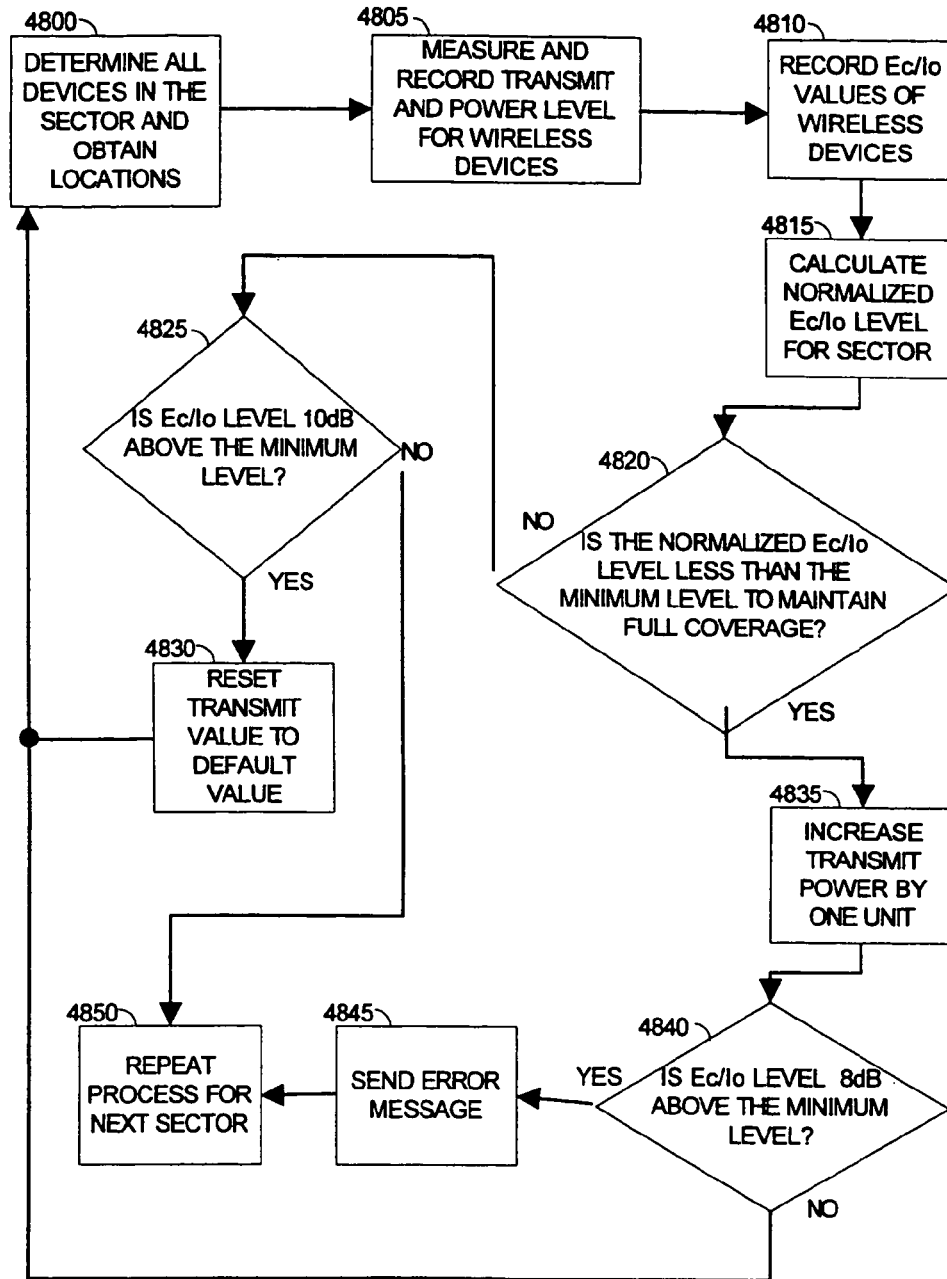 4800
DETERMINE ALL
DEVICES IN THE
SECTOR AND
OBTAIN
LOCATIONS
4805
MEASURE AND
RECORD TRANSMIT
AND POWER LEVEL
FOR WIRELESS
DEVICES
4810
RECORD Ec/Io
VALUES OF
WIRELESS
DEVICES
4815
CALCULATE
NORMALIZED
Ec/Io LEVEL
FOR SECTOR
4820
IS THE NORMALIZED Ec/Io
LEVEL LESS THAN THE
MINIMUM LEVEL TO MAINTAIN
FULL COVERAGE?
NO
YES
4825
IS Ec/Io LEVEL 10dB
ABOVE THE MINIMUM
LEVEL?
NO
YES
4830
RESET
TRANSMIT
VALUE TO
DEFAULT
VALUE
4835
INCREASE
TRANSMIT
POWER BY
ONE UNIT
4840
IS Ec/Io LEVEL 8dB
ABOVE THE MINIMUM
LEVEL?
YES
NO
4845
SEND ERROR
MESSAGE
4850
REPEAT
PROCESS FOR
NEXT SECTOR